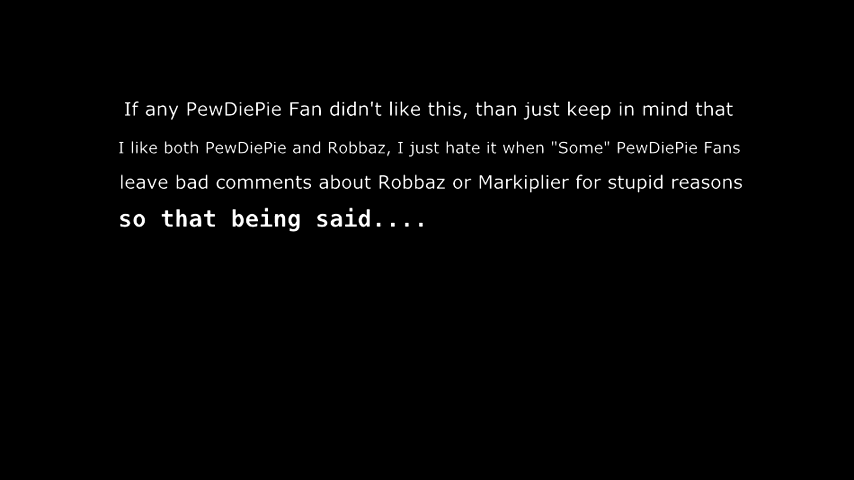 If any PewDiePie Fan didn't like this, than just keep in mind that
I like both PewDiePie and Robbaz, I just hate it when "Some" PewDiePie Fans
leave bad comments about Robbaz or Markiplier for stupid reasons
so that being said....